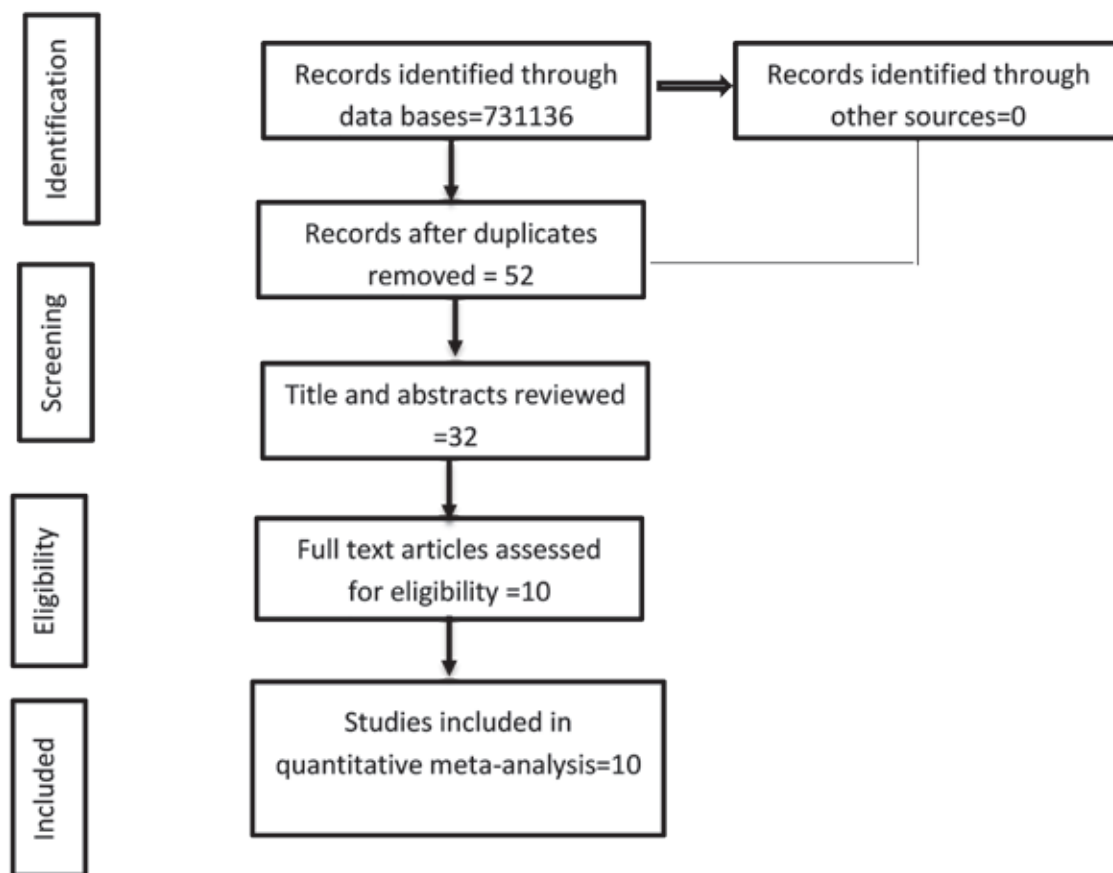 Identification
Records identified through
data bases=731136
Records identified through
other sources=0
Records after duplicates
removed = 52
Screening
Title and abstracts reviewed
=32
Eligibility
Full text articles assessed
for eligibility =10
Included
Studies included in
quantitative meta-analysis=10